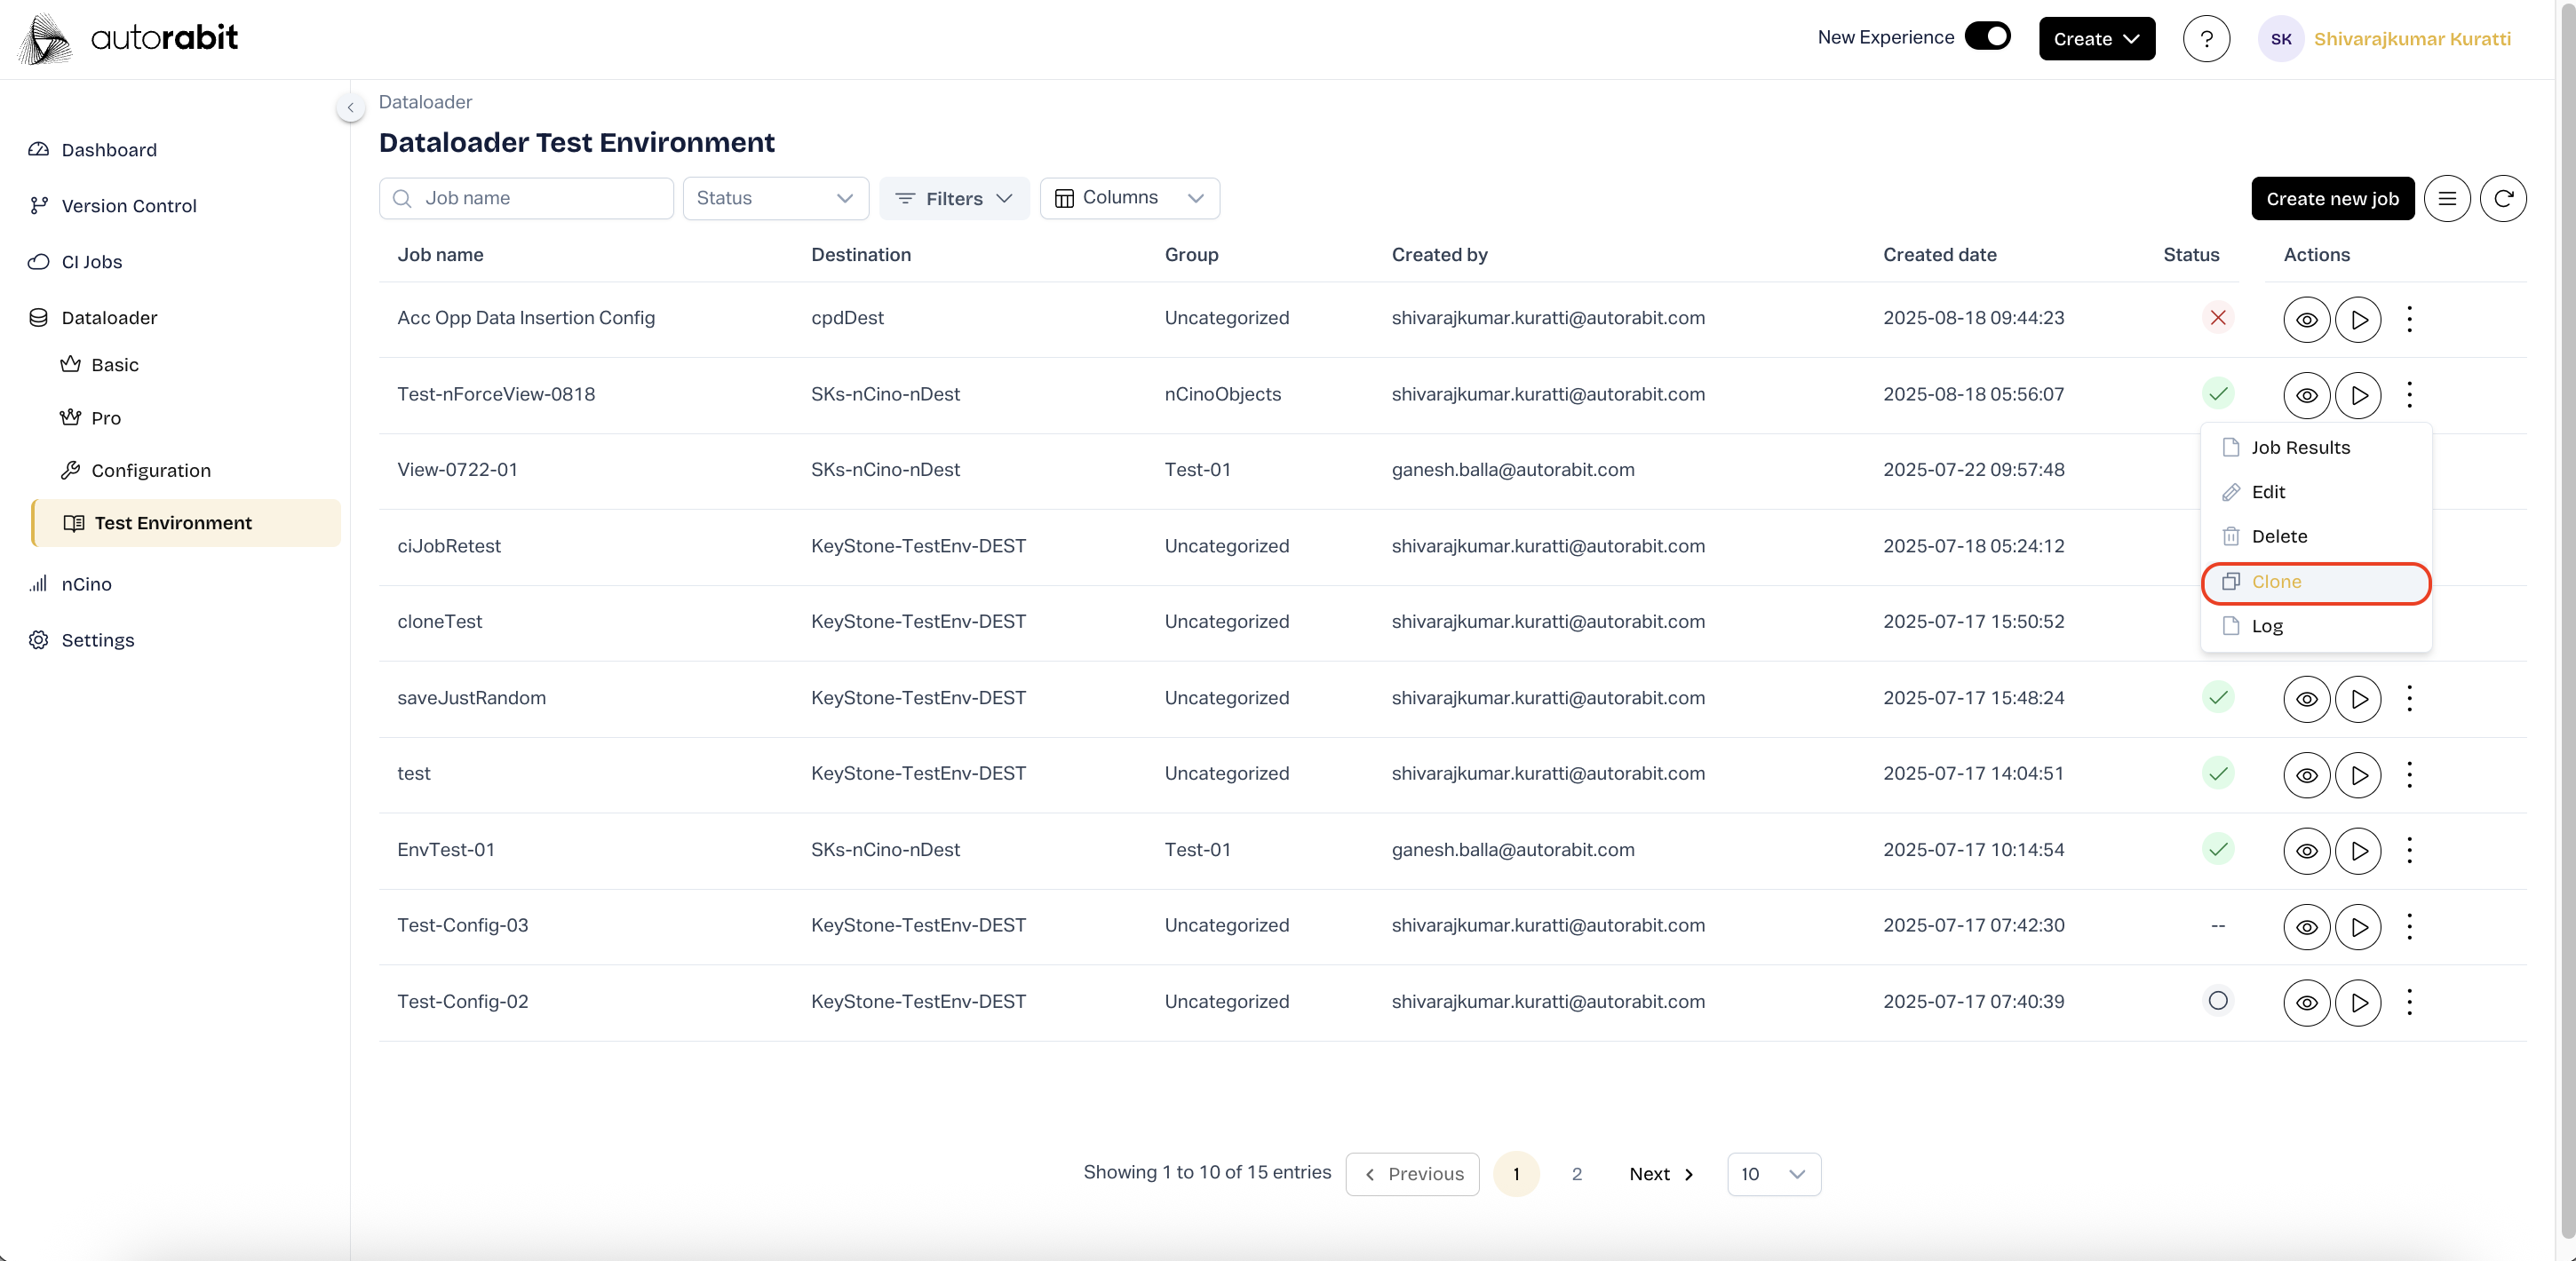 autorabit
New Experience
Create
?
SK
Shivarajkumar Kuratti
Dashboard
Version Control
CI Jobs
Dataloader
Basic
Pro
Configuration
Test Environment
nCino
Settings
Dataloader
Dataloader Test Environment
Job name
Status
Filters
Columns
Create new job
Job name Destination Group Created by Created date Status Actions
Acc Opp Data Insertion Config cpdDest Uncategorized shivarajkumar.kuratti@autorabit.com 2025-08-18 09:44:23
Test-nForceView-0818 SKs-nCino-nDest nCinoObjects shivarajkumar.kuratti@autorabit.com 2025-08-18 05:56:07
View-0722-01 SKs-nCino-nDest Test-01 ganesh.balla@autorabit.com 2025-07-22 09:57:48
ciJobRetest KeyStone-TestEnv-DEST Uncategorized shivarajkumar.kuratti@autorabit.com 2025-07-18 05:24:12
cloneTest KeyStone-TestEnv-DEST Uncategorized shivarajkumar.kuratti@autorabit.com 2025-07-17 15:50:52
saveJustRandom KeyStone-TestEnv-DEST Uncategorized shivarajkumar.kuratti@autorabit.com 2025-07-17 15:48:24
test KeyStone-TestEnv-DEST Uncategorized shivarajkumar.kuratti@autorabit.com 2025-07-17 14:04:51
EnvTest-01 SKs-nCino-nDest Test-01 ganesh.balla@autorabit.com 2025-07-17 10:14:54
Test-Config-03 KeyStone-TestEnv-DEST Uncategorized shivarajkumar.kuratti@autorabit.com 2025-07-17 07:42:30 --
Test-Config-02 KeyStone-TestEnv-DEST Uncategorized shivarajkumar.kuratti@autorabit.com 2025-07-17 07:40:39
Job Results
Edit
Delete
Clone
Log
Showing 1 to 10 of 15 entries Previous 1 2 Next 10